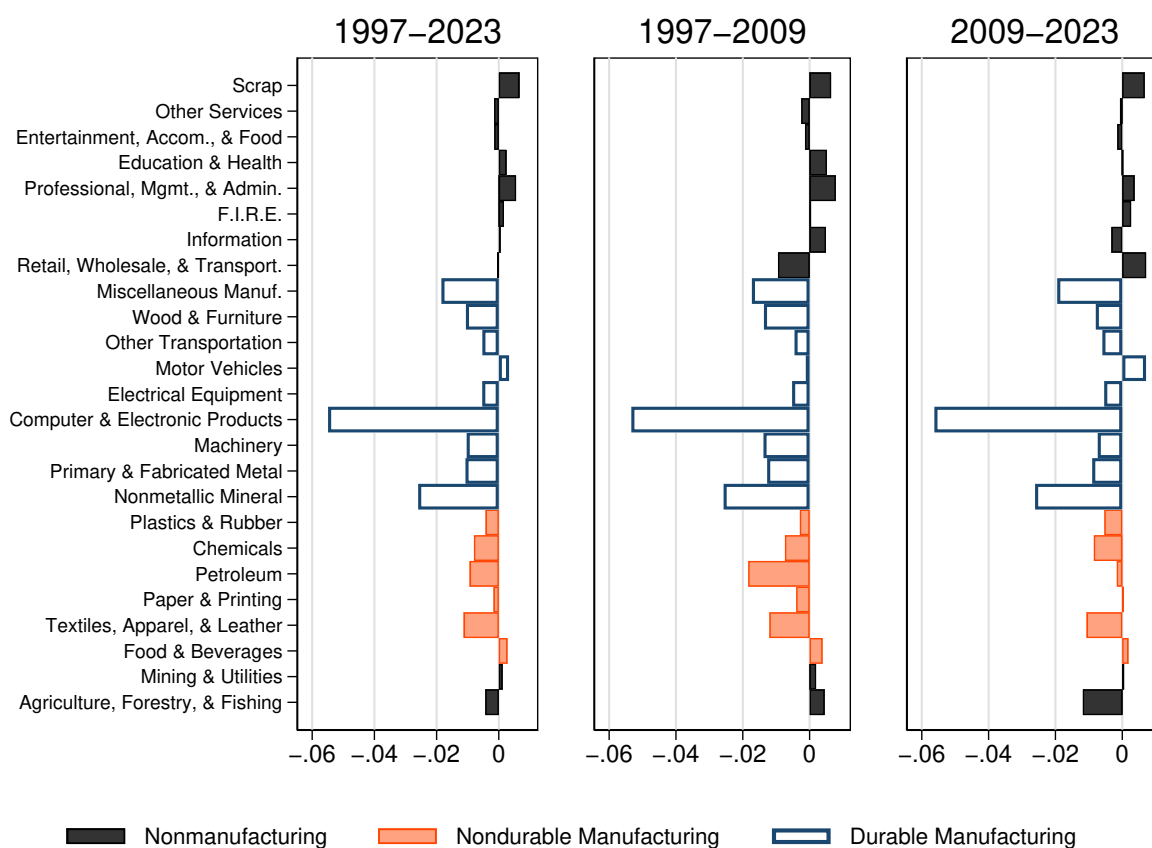 1997−2023 1997−2009 2009−2023
Scrap
Other Services
Entertainment, Accom., & Food
Education & Health
Professional, Mgmt., & Admin.
F.I.R.E.
Information
Retail, Wholesale, & Transport.
Miscellaneous Manuf.
Wood & Furniture
Other Transportation
Motor Vehicles
Electrical Equipment
Computer & Electronic Products
Machinery
Primary & Fabricated Metal
Nonmetallic Mineral
Plastics & Rubber
Chemicals
Petroleum
Paper & Printing
Textiles, Apparel, & Leather
Food & Beverages
Mining & Utilities
Agriculture, Forestry, & Fishing
−.06 −.04 −.02 0 −.06 −.04 −.02 0 −.06 −.04 −.02 0
Nonmanufacturing Nondurable Manufacturing Durable Manufacturing